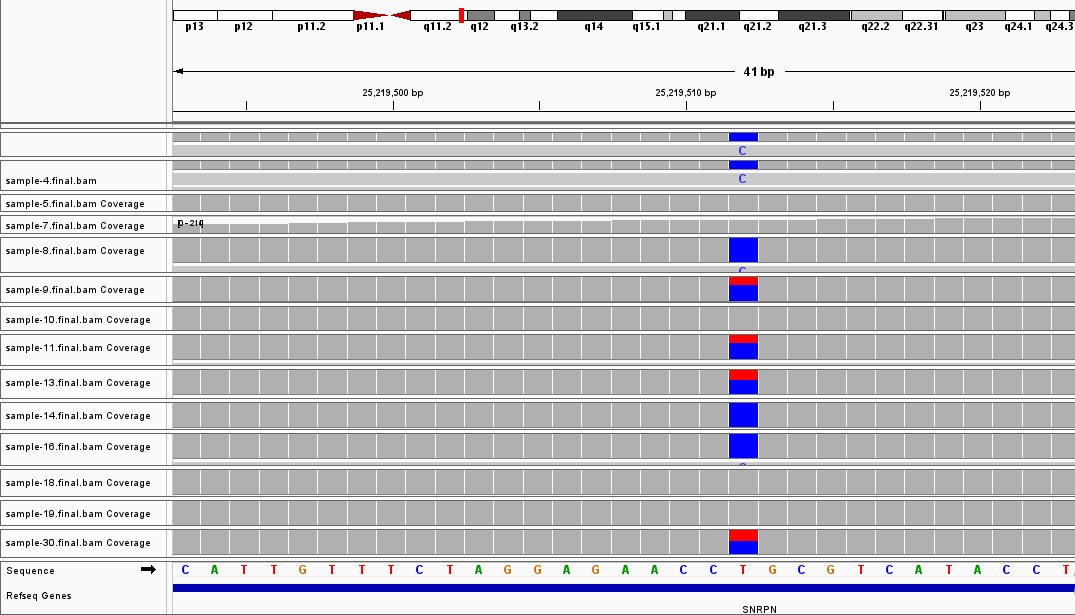 p13 p12 p11.2 p11.1 q11.2 q12 q13.2 q14 q15.1 q21.1 q21.2 q21.3 q22.2 q22.31 q23 q24.1 q24.3
41 bp
25,219,500 bp 25,219,510 bp 25,219,520 bp
C
C
sample-4.final.bam
sample-5.final.bam Coverage
sample-7.final.bam Coverage
sample-8.final.bam Coverage
C
sample-9.final.bam Coverage
sample-10.final.bam Coverage
sample-11.final.bam Coverage
sample-13.final.bam Coverage
sample-14.final.bam Coverage
sample-16.final.bam Coverage
sample-18.final.bam Coverage
sample-19.final.bam Coverage
sample-30.final.bam Coverage
Sequence C A T T G T T T C T A G G A G A A C C T G C G T C A T A C C T
Refseq Genes
SNRPN